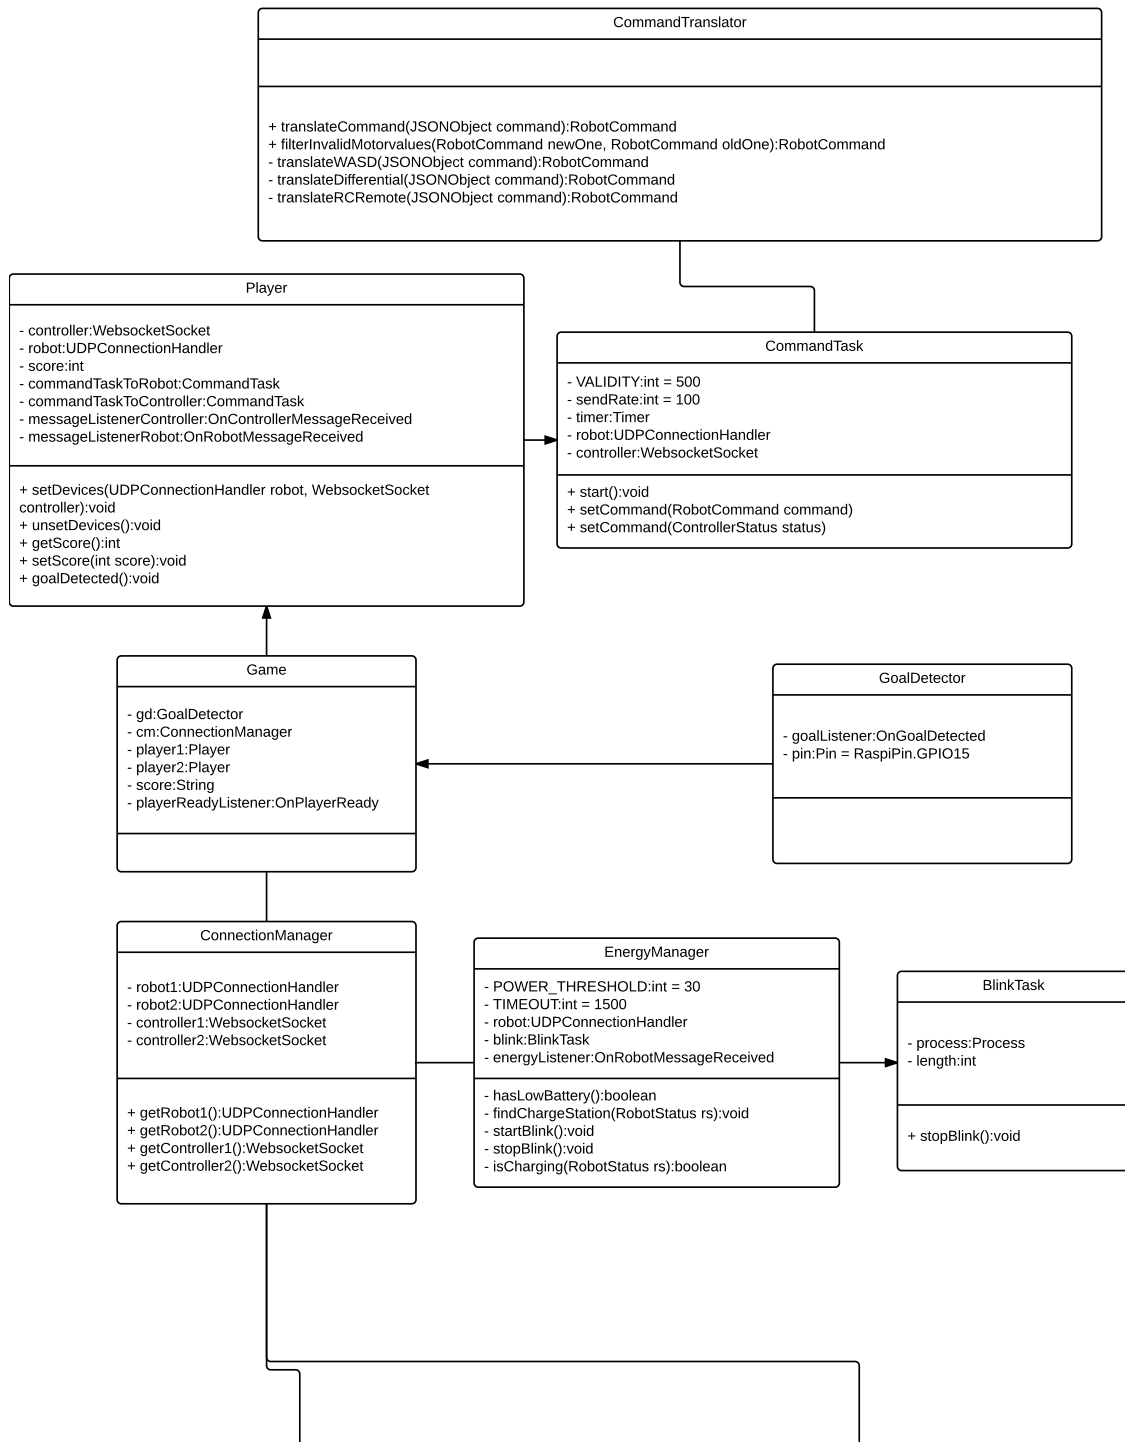 CommandTranslator
+ translateCommand(JSONObject command):RobotCommand
+ filterInvalidMotorvalues(RobotCommand newOne, RobotCommand oldOne):RobotCommand
- translateWASD(JSONObject command):RobotCommand
- translateDifferential(JSONObject command):RobotCommand
- translateRCRemote(JSONObject command):RobotCommand
Player
- controller:WebsocketSocket
- robot:UDPConnectionHandler
- score:int
- commandTaskToRobot:CommandTask
- commandTaskToController:CommandTask
- messageListenerController:OnControllerMessageReceived
- messageListenerRobot:OnRobotMessageReceived
+ setDevices(UDPConnectionHandler robot, WebsocketSocket
controller):void
+ unsetDevices():void
+ getScore():int
+ setScore(int score):void
+ goalDetected():void
CommandTask
- VALIDITY:int = 500
- sendRate:int = 100
- timer:Timer
- robot:UDPConnectionHandler
- controller:WebsocketSocket
+ start():void
+ setCommand(RobotCommand command)
+ setCommand(ControllerStatus status)
Game
- gd:GoalDetector
- cm:ConnectionManager
- player1:Player
- player2:Player
- score:String
- playerReadyListener:OnPlayerReady
GoalDetector
- goalListener:OnGoalDetected
- pin:Pin = RaspiPin.GPIO15
ConnectionManager
- robot1:UDPConnectionHandler
- robot2:UDPConnectionHandler
- controller1:WebsocketSocket
- controller2:WebsocketSocket
+ getRobot1():UDPConnectionHandler
+ getRobot2():UDPConnectionHandler
+ getController1():WebsocketSocket
+ getController2():WebsocketSocket
EnergyManager
- POWER_THRESHOLD:int = 30
- TIMEOUT:int = 1500
- robot:UDPConnectionHandler
- blink:BlinkTask
- energyListener:OnRobotMessageReceived
- hasLowBattery():boolean
- findChargeStation(RobotStatus rs):void
- startBlink():void
- stopBlink():void
- isCharging(RobotStatus rs):boolean
BlinkTask
- process:Process
- length:int
+ stopBlink():void